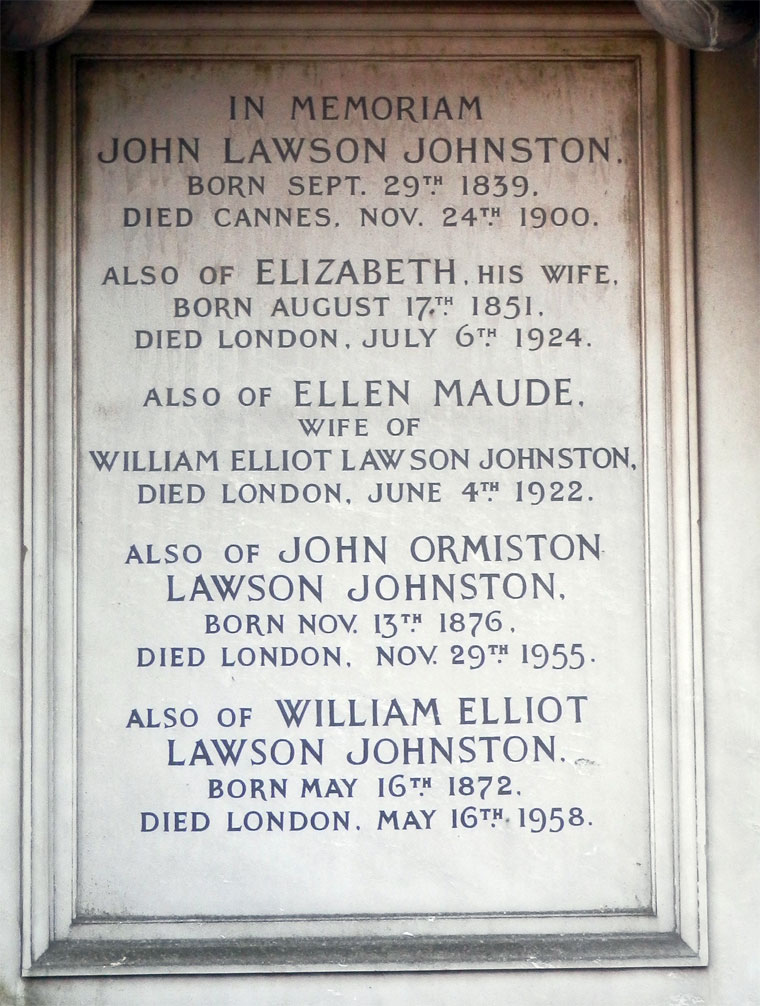 IN MEMORIAM
JOHN LAWSON JOHNSTON.
BORN SEPT. 29TH 1839.
DIED CANNES, NOV. 24TH 1900.
ALSO OF ELIZABETH, HIS WIFE,
BORN AUGUST 17TH 1851.
DIED LONDON, JULY 6TH 1924.
ALSO OF ELLEN MAUDE,
WIFE OF
WILLIAM ELLIOT LAWSON JOHNSTON,
DIED LONDON, JUNE 4TH 1922.
ALSO OF JOHN ORMISTON
LAWSON JOHNSTON,
BORN NOV. 13TH 1876,
DIED LONDON, NOV. 29TH 1955.
ALSO OF WILLIAM ELLIOT
LAWSON JOHNSTON,
BORN MAY 16TH 1872,
DIED LONDON, MAY 16TH 1958.